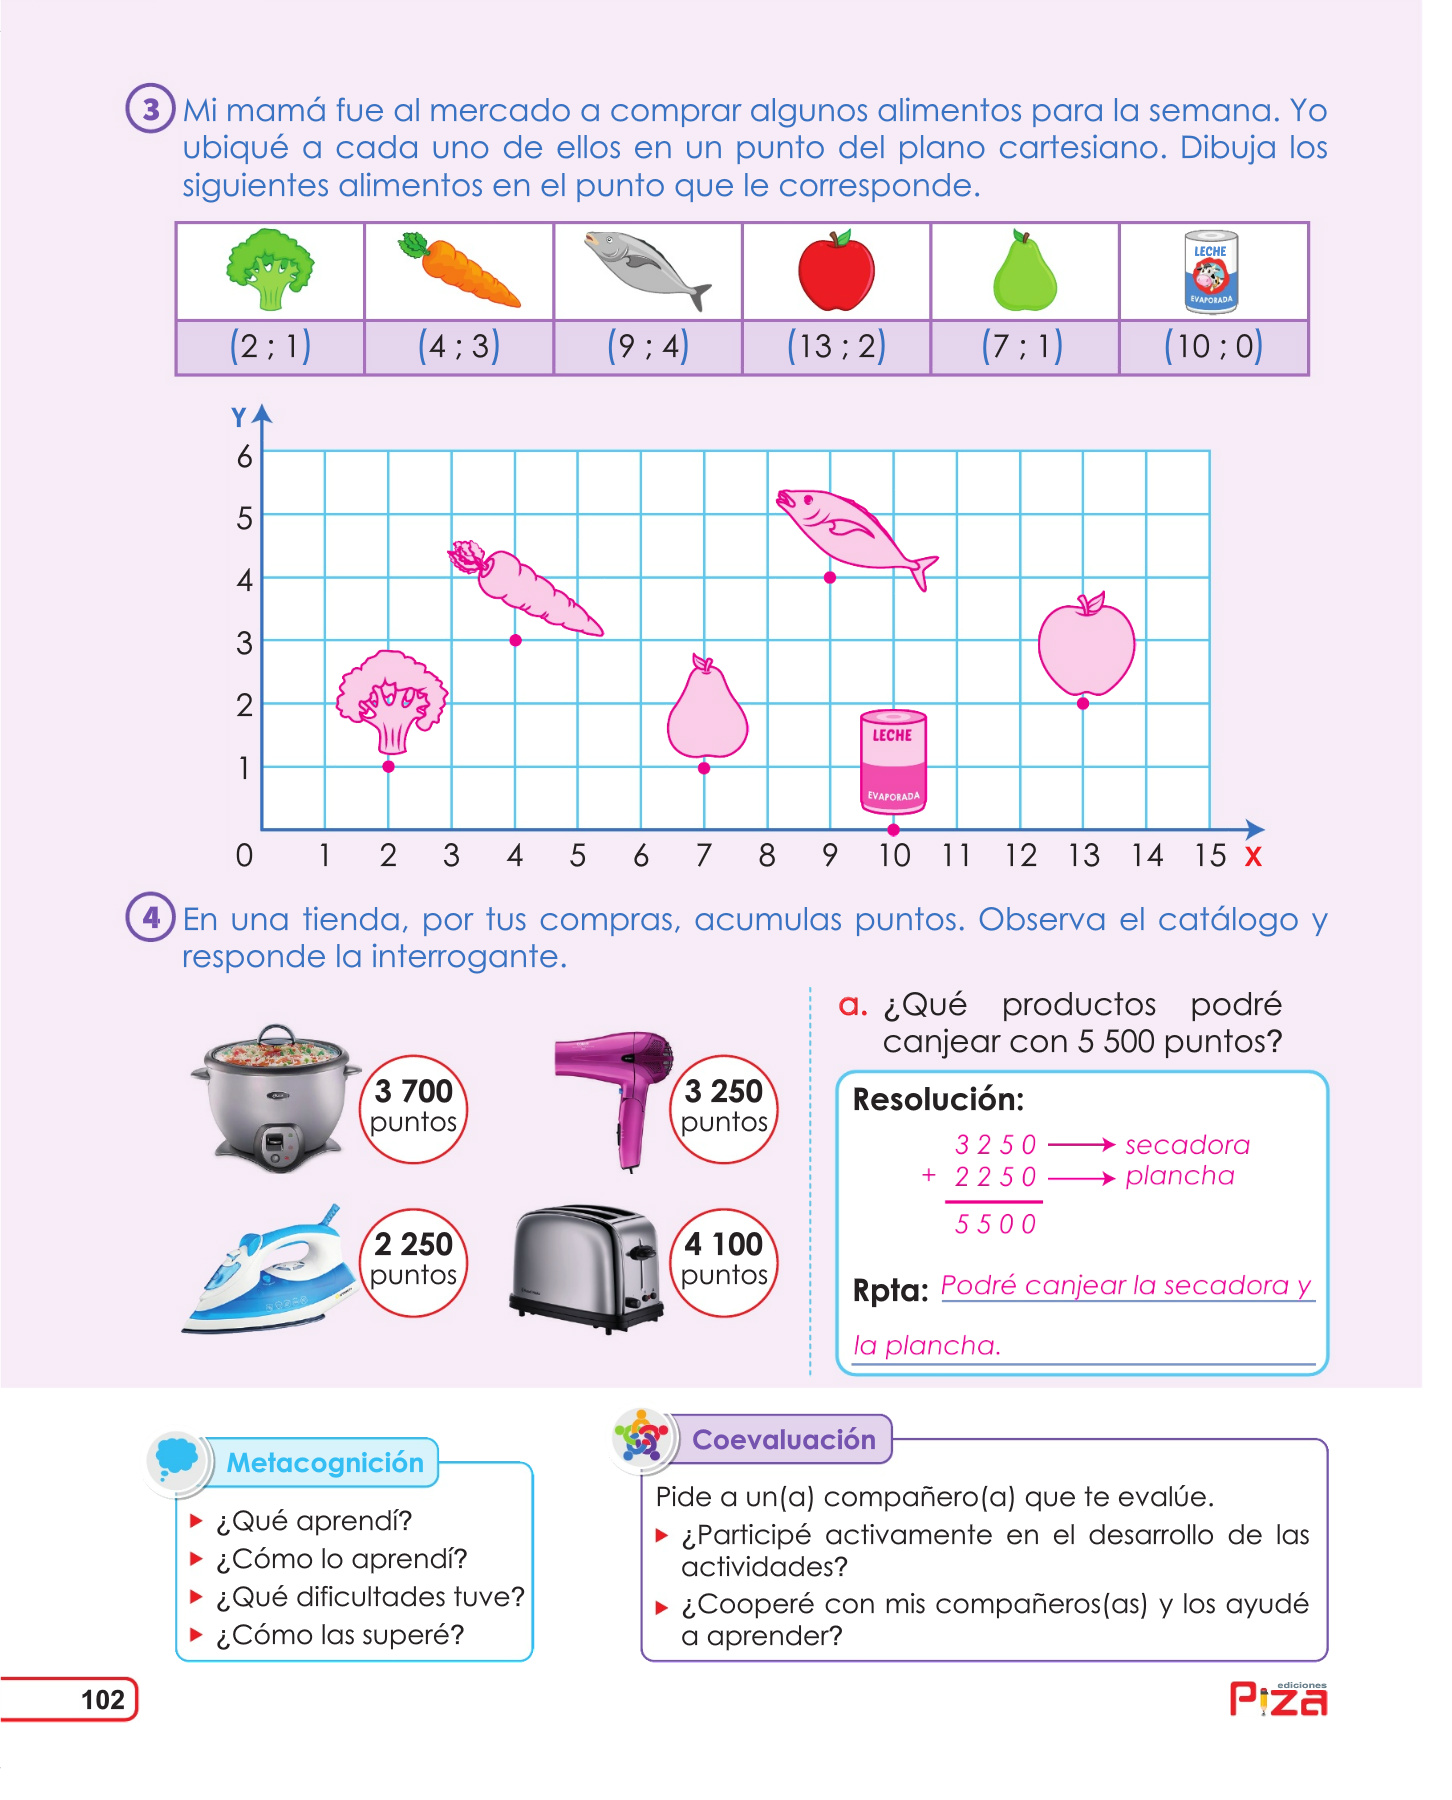 3 Mi mamá fue al mercado a comprar algunos alimentos para la semana. Yo
ubiqué a cada uno de ellos en un punto del plano cartesiano. Dibuja los
siguientes alimentos en el punto que le corresponde.
LECHE
EVAPORADA
(2 ; 1) (4 ; 3) (9 ; 4) (13 ; 2) (7 ; 1) (10 ; 0)
Y
6
5
4
3
2
1
LECHE
EVAPORADA
0 1 2 3 4 5 6 7 8 9 10 11 12 13 14 15 X
4 En una tienda, por tus compras, acumulas puntos. Observa el catálogo y
responde la interrogante.
3 700
puntos
3 250
puntos
2 250
puntos
4 100
puntos
a. ¿Qué productos podré
canjear con 5 500 puntos?
Resolución:
3 2 5 0 secadora
+ 2 2 5 0 plancha
5 5 0 0
Rpta: Podré canjear la secadora y
la plancha.
Metacognición
¿Qué aprendí?
¿Cómo lo aprendí?
¿Qué dificultades tuve?
¿Cómo las superé?
Coevaluación
Pide a un(a) compañero(a) que te evalúe.
¿Participé activamente en el desarrollo de las
actividades?
¿Cooperé con mis compañeros(as) y los ayudé
a aprender?
102
ediciones
Piza